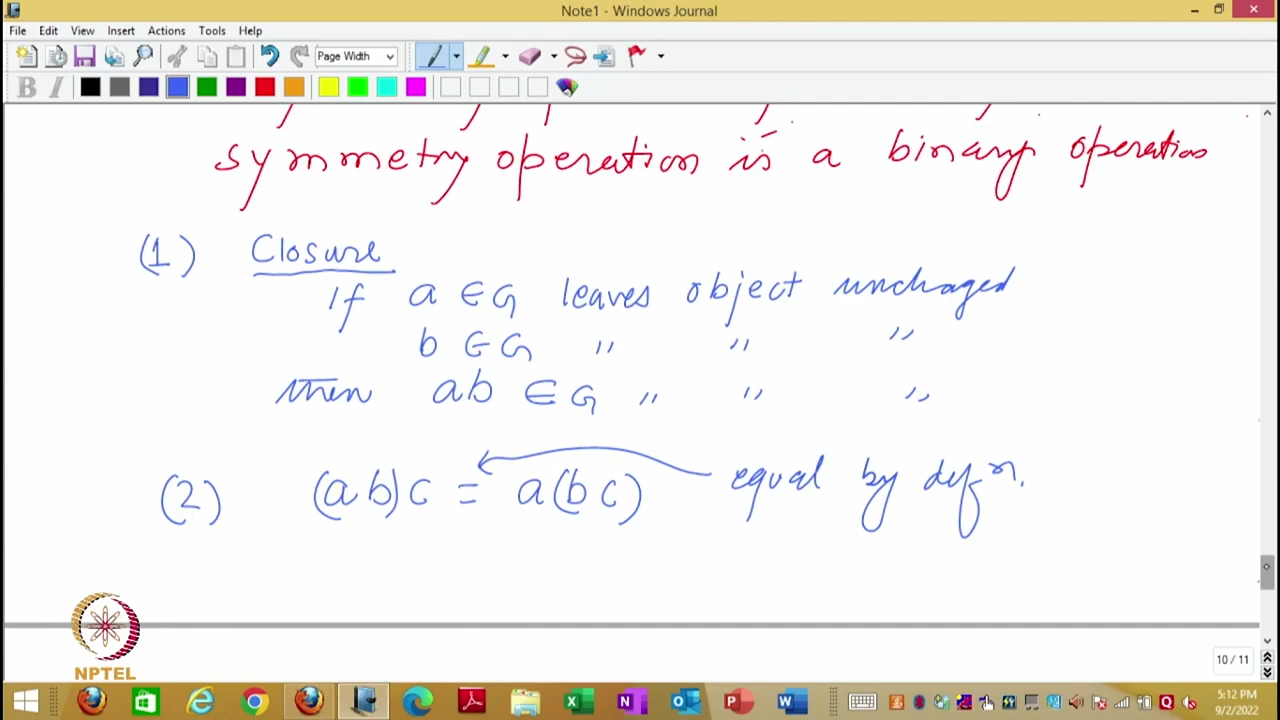 Note1 - Windows Journal
File Edit View Insert Actions Tools Help
Page Width
B I
symmetry operation is a binary operation
(1) Closure
If a ∈ G leaves object unchaged
b ∈ G " " "
then ab ∈ G " " "
(2) (ab)c = a(bc) equal by defn.
NPTEL
10 / 11
5:12 PM
9/2/2022